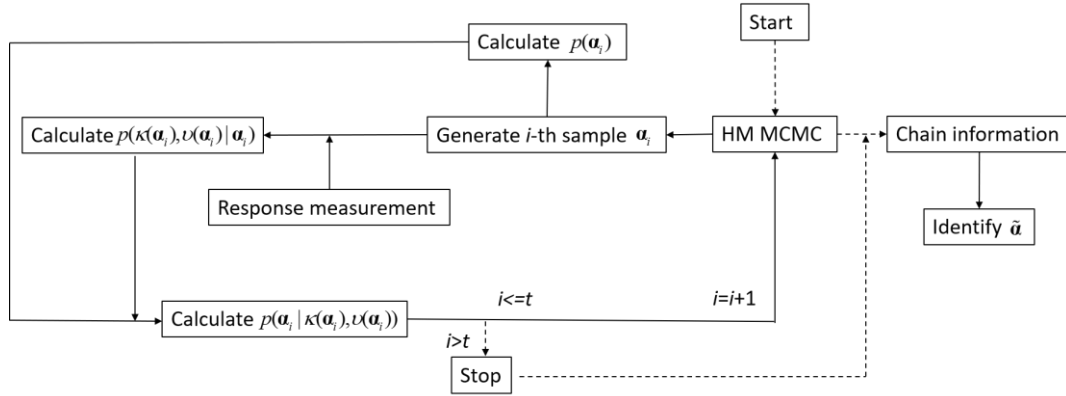 Start
Calculate p(𝛂ᵢ)
Calculate p(κ(𝛂ᵢ),υ(𝛂ᵢ)|𝛂ᵢ)
Generate i-th sample 𝛂ᵢ
HM MCMC
Chain information
Response measurement
Identify 𝛂̃
i<=t
i=i+1
Calculate p(𝛂ᵢ|κ(𝛂ᵢ),υ(𝛂ᵢ))
i>t
Stop